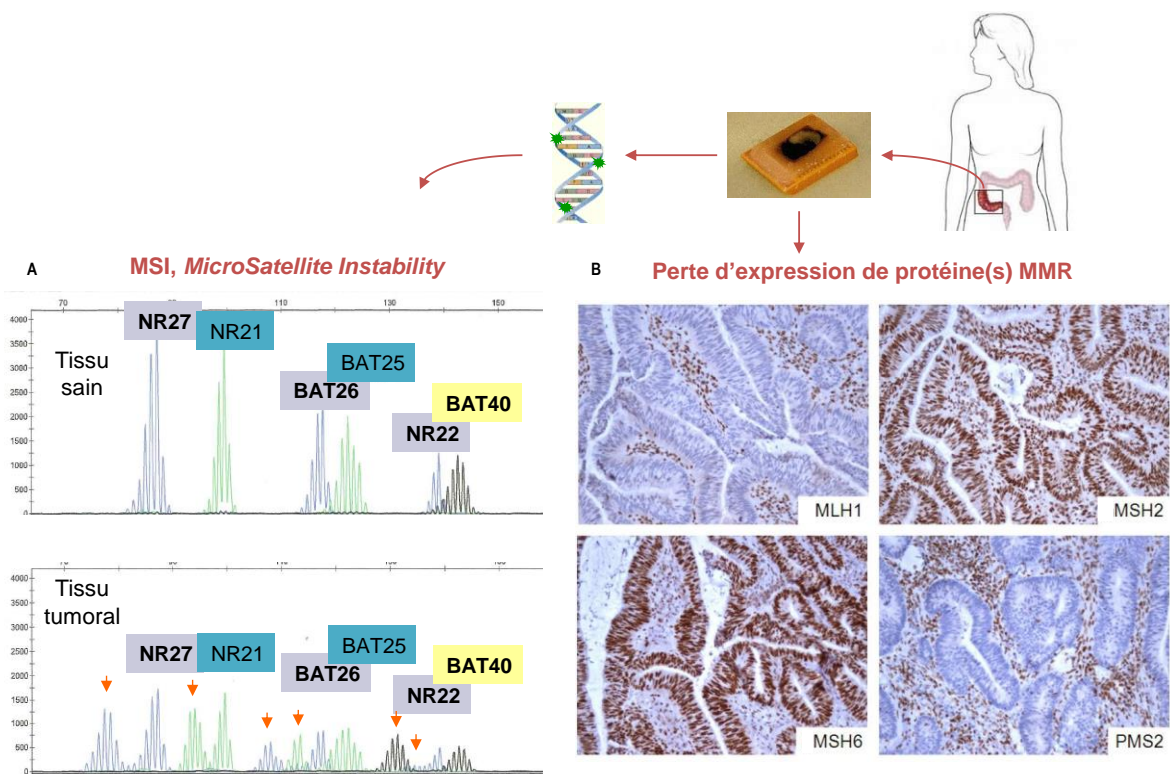 A
MSI, MicroSatellite Instability
70
110
130
150
4000
3500
3000
2500
2000
1500
1000
500
0
Tissu
sain
NR27
NR21
BAT26
BAT25
NR22
BAT40
110
4000
3500
3000
2500
2000
1500
1000
500
0
Tissu
tumoral
NR27
NR21
BAT26
BAT25
NR22
BAT40
B
Perte d'expression de protéine(s) MMR
MLH1
MSH2
MSH6
PMS2